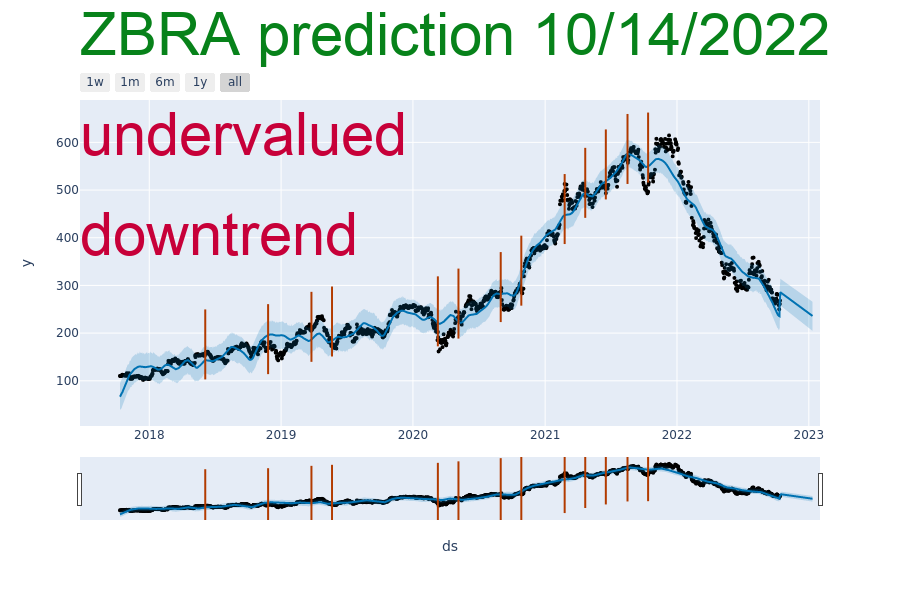 ZBRA prediction 10/14/2022
1w 1m 6m 1y all
undervalued
downtrend
600
500
400
300
200
100
y
2018 2019 2020 2021 2022 2023
ds